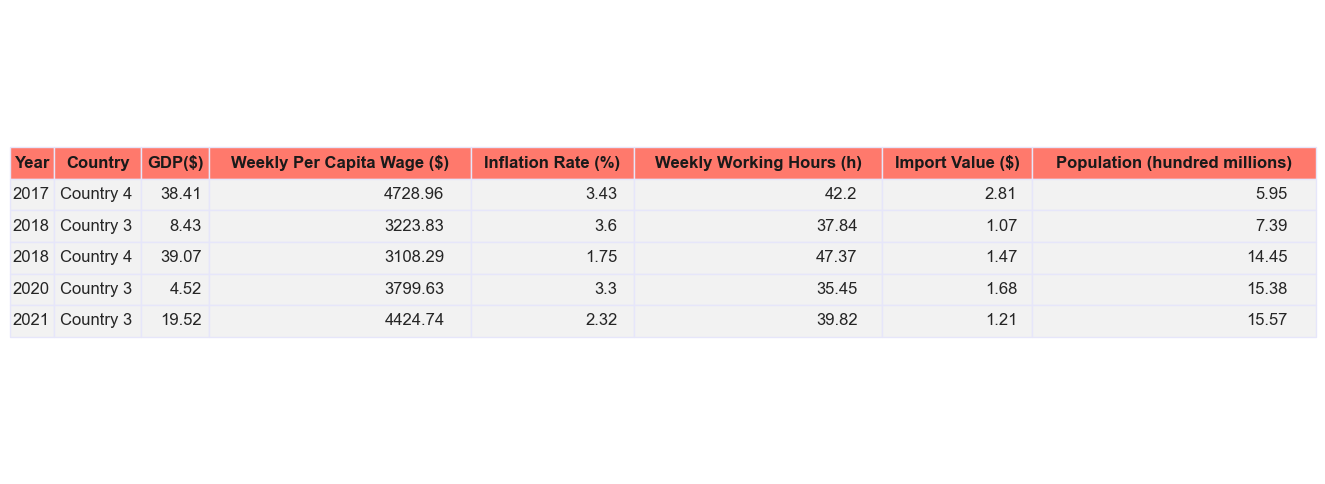 Year Country GDP($) Weekly Per Capita Wage ($) Inflation Rate (%) Weekly Working Hours (h) Import Value ($) Population (hundred millions)
2017 Country 4 38.41 4728.96 3.43 42.2 2.81 5.95
2018 Country 3 8.43 3223.83 3.6 37.84 1.07 7.39
2018 Country 4 39.07 3108.29 1.75 47.37 1.47 14.45
2020 Country 3 4.52 3799.63 3.3 35.45 1.68 15.38
2021 Country 3 19.52 4424.74 2.32 39.82 1.21 15.57